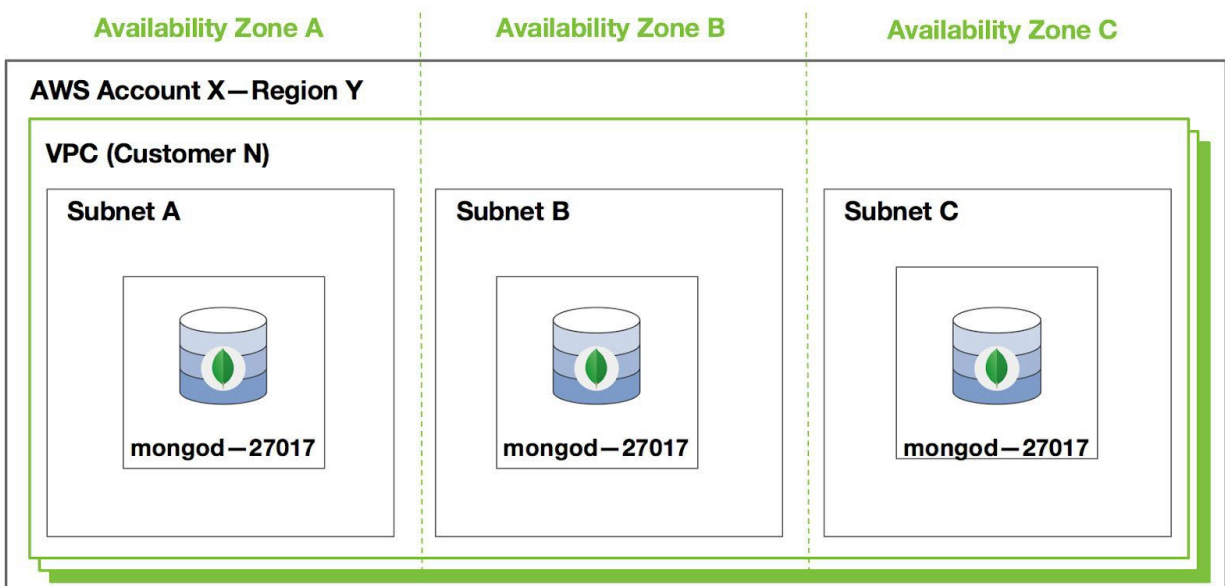 Availability Zone A
Availability Zone B
Availability Zone C
AWS Account X—Region Y
VPC (Customer N)
Subnet A
Subnet B
Subnet C
mongod—27017
mongod—27017
mongod—27017